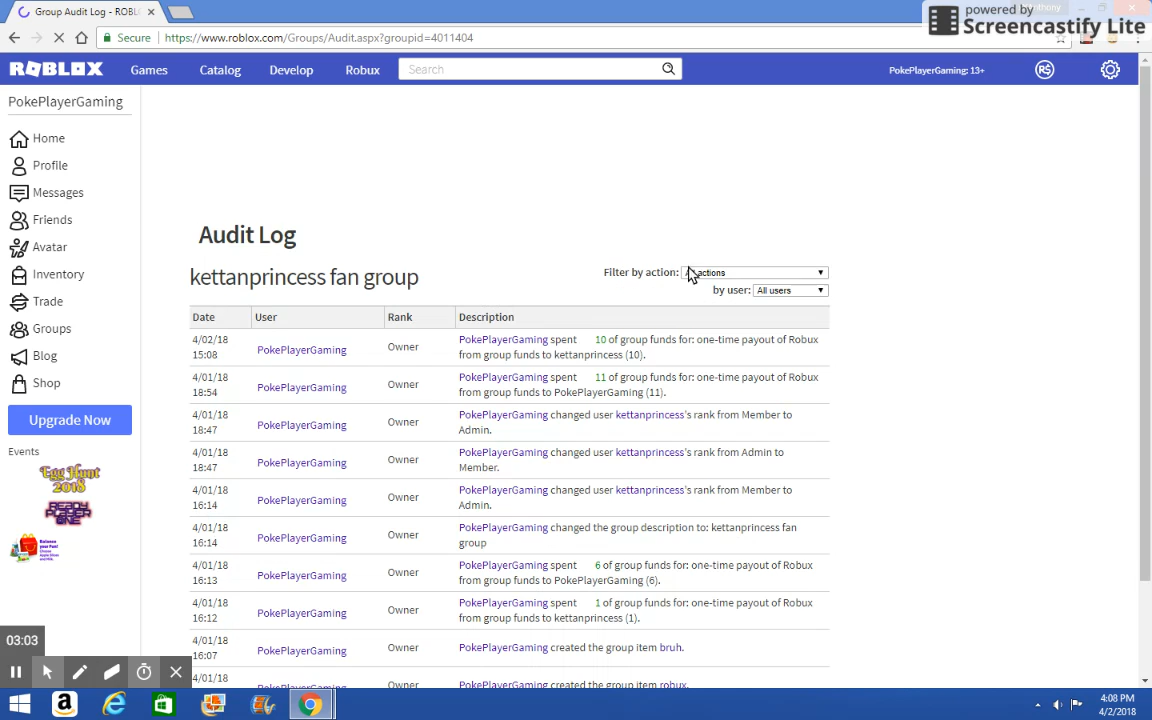 Group Audit Log - ROBL
powered by
Screencastify Lite
Secure
https://www.roblox.com/Groups/Audit.aspx?groupid=4011404
ROBLOX
Games
Catalog
Develop
Robux
Search
PokePlayerGaming: 13+
R$
PokePlayerGaming
Home
Profile
Messages
Friends
Avatar
Inventory
Trade
Groups
Blog
Shop
Upgrade Now
Events
Egg Hunt
2018
READY
PLAYER
ONE
Audit Log
kettanprincess fan group
Filter by action: actions
by user: All users
Date User Rank Description
4/02/18
15:08
PokePlayerGaming
Owner
PokePlayerGaming spent 10 of group funds for: one-time payout of Robux
from group funds to kettanprincess (10).
4/01/18
18:54
PokePlayerGaming
Owner
PokePlayerGaming spent 11 of group funds for: one-time payout of Robux
from group funds to PokePlayerGaming (11).
4/01/18
18:47
PokePlayerGaming
Owner
PokePlayerGaming changed user kettanprincess's rank from Member to
Admin.
4/01/18
18:47
PokePlayerGaming
Owner
PokePlayerGaming changed user kettanprincess's rank from Admin to
Member.
4/01/18
16:14
PokePlayerGaming
Owner
PokePlayerGaming changed user kettanprincess's rank from Member to
Admin.
4/01/18
16:14
PokePlayerGaming
Owner
PokePlayerGaming changed the group description to: kettanprincess fan
group
4/01/18
16:13
PokePlayerGaming
Owner
PokePlayerGaming spent 6 of group funds for: one-time payout of Robux
from group funds to PokePlayerGaming (6).
4/01/18
16:12
PokePlayerGaming
Owner
PokePlayerGaming spent 1 of group funds for: one-time payout of Robux
from group funds to kettanprincess (1).
4/01/18
16:07
PokePlayerGaming
Owner
PokePlayerGaming created the group item bruh.
4/01/18
PokePlayerGaming
Owner
PokePlayerGaming created the group item robux.
03:03
4:08 PM
4/2/2018